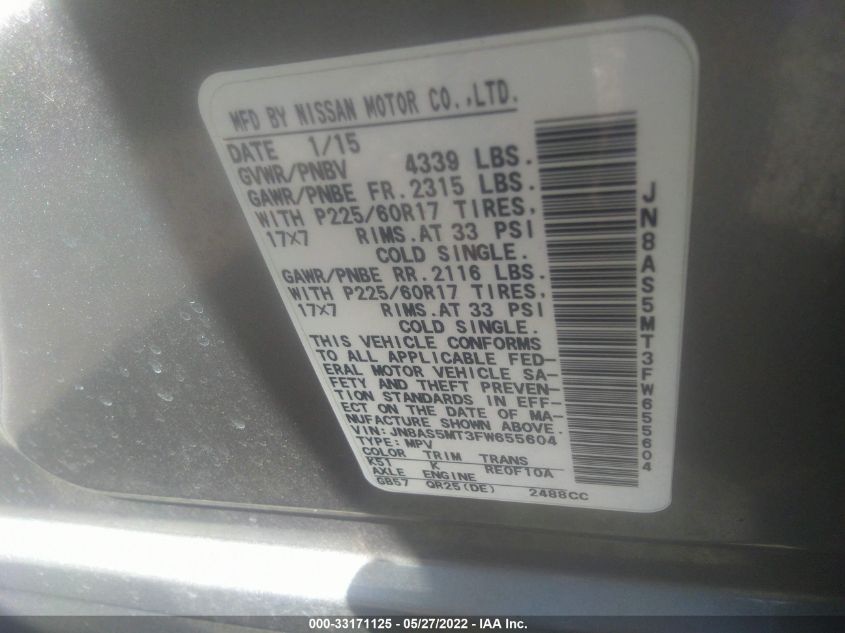 MFD BY NISSAN MOTOR CO.,LTD.
DATE 1/15
GVWR/PNBV 4339 LBS.
GAWR/PNBE FR.2315 LBS.
WITH P225/60R17 TIRES,
17×7 RIMS.AT 33 PSI
COLD SINGLE.
GAWR/PNBE RR.2116 LBS.
WITH P225/60R17 TIRES,
17×7 RIMS.AT 33 PSI
COLD SINGLE.
THIS VEHICLE CONFORMS
TO ALL APPLICABLE FED-
ERAL MOTOR VEHICLE SA-
FETY AND THEFT PREVEN-
TION STANDARDS IN EFF-
ECT ON THE DATE OF MA-
NUFACTURE SHOWN ABOVE.
VIN:JN8AS5MT3FW655604
TYPE:MPV
COLOR TRIM TRANS
K51 K RE0F10A
AXLE ENGINE
GB57 QR25(DE) 2488CC
JN8AS5MT3FW655604
000-33171125 - 05/27/2022 - IAA Inc.